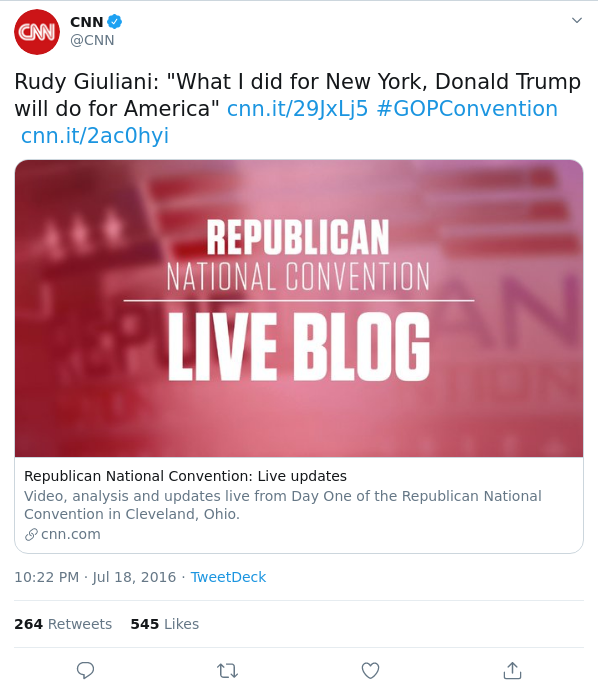 CNN
CNN
@CNN
Rudy Giuliani: "What I did for New York, Donald Trump
will do for America" cnn.it/29JxLj5 #GOPConvention
cnn.it/2ac0hyi
REPUBLICAN
NATIONAL CONVENTION
LIVE BLOG
Republican National Convention: Live updates
Video, analysis and updates live from Day One of the Republican National
Convention in Cleveland, Ohio.
cnn.com
10:22 PM · Jul 18, 2016 · TweetDeck
264 Retweets 545 Likes